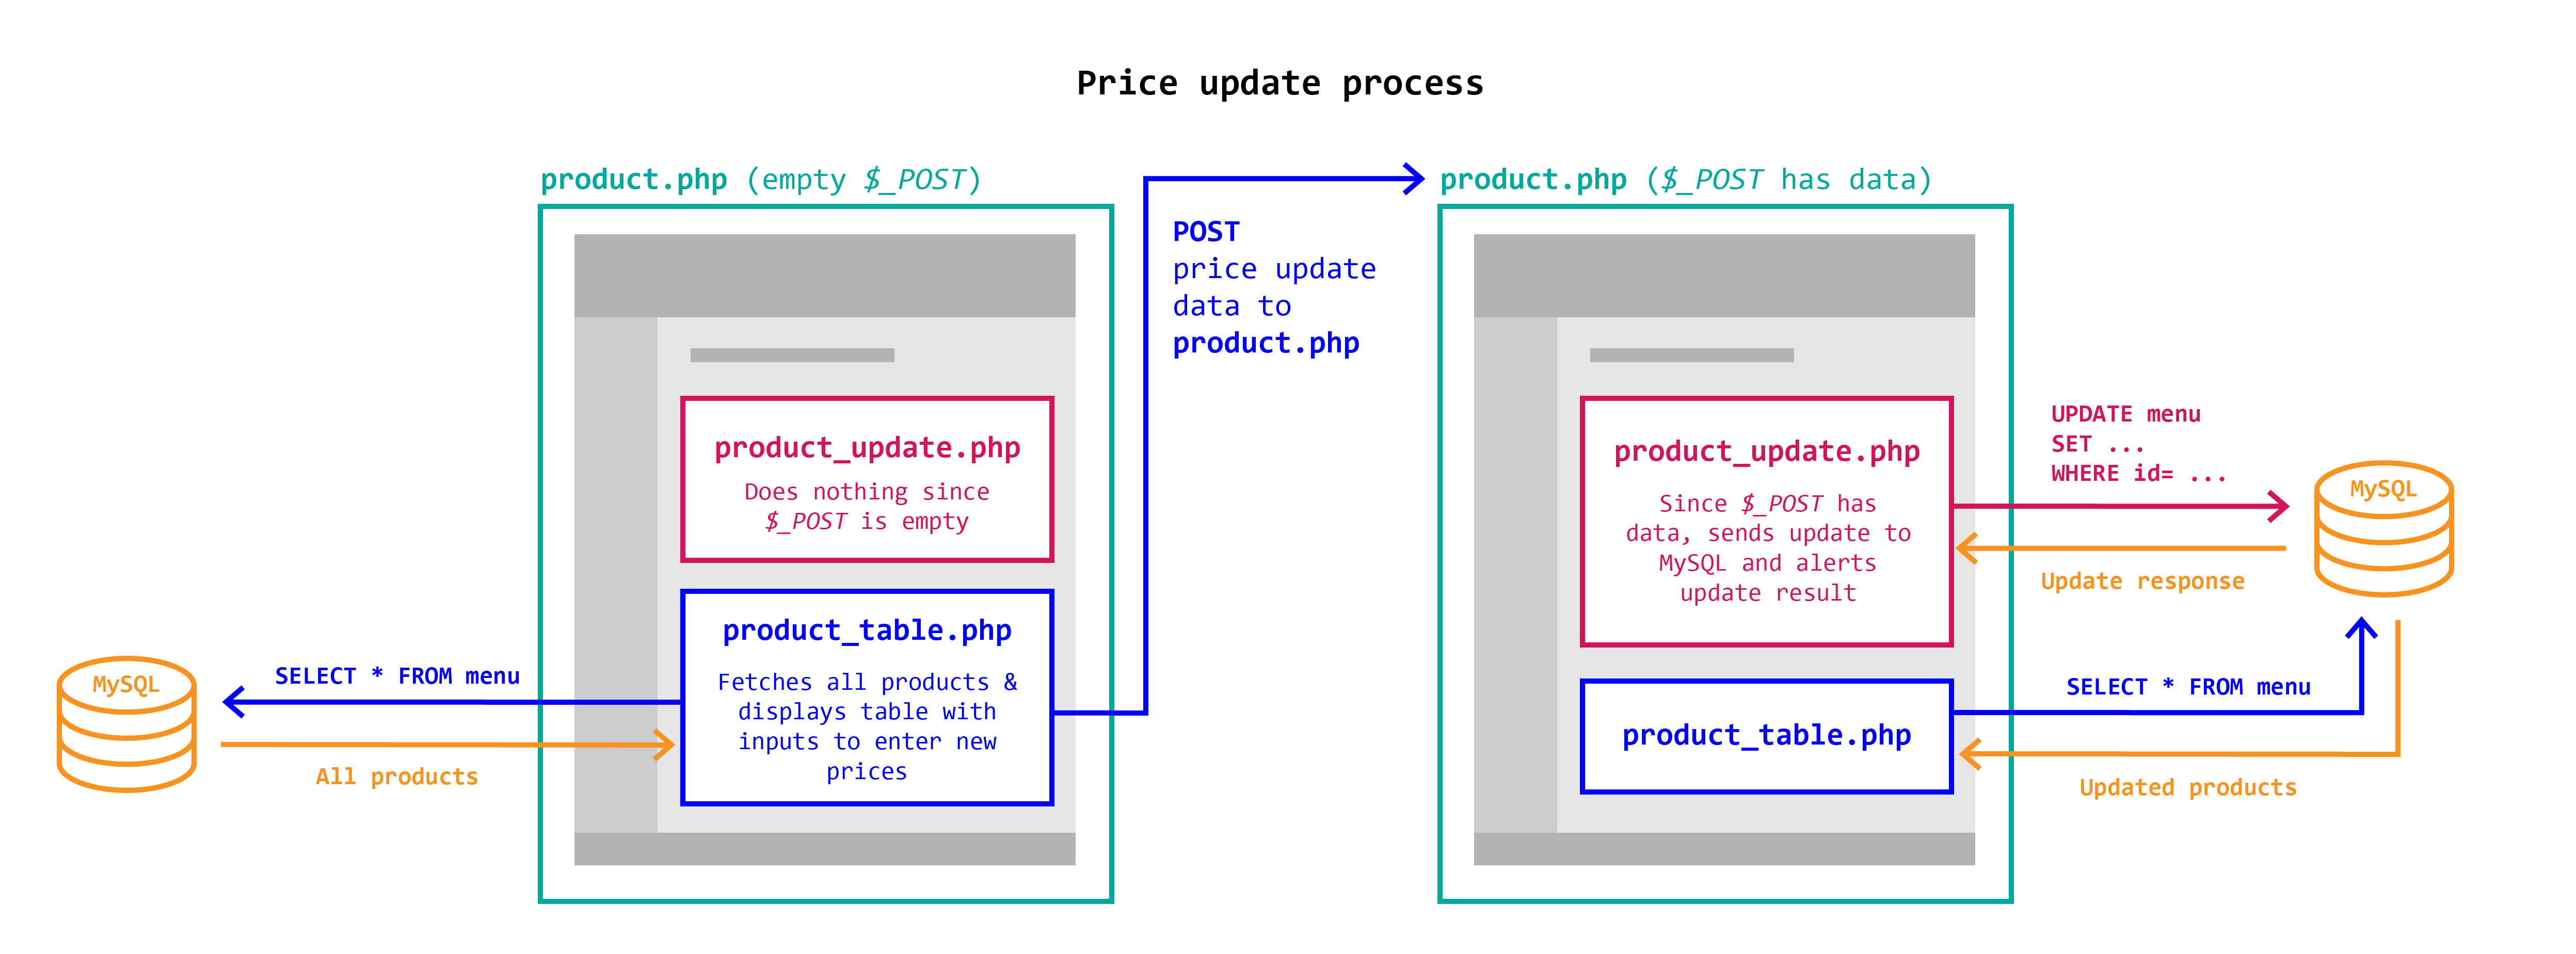 Price update process
product.php (empty $_POST)
product_update.php
Does nothing since
$_POST is empty
product_table.php
Fetches all products &
displays table with
inputs to enter new
prices
MySQL
SELECT * FROM menu
All products
POST
price update
data to
product.php
product.php ($_POST has data)
product_update.php
Since $_POST has
data, sends update to
MySQL and alerts
update result
product_table.php
UPDATE menu
SET ...
WHERE id= ...
MySQL
Update response
SELECT * FROM menu
Updated products